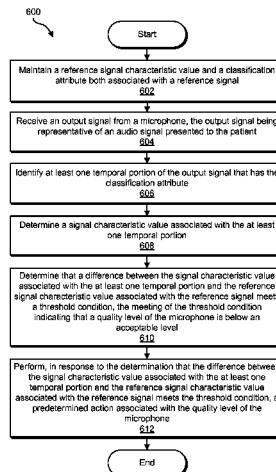 600
Start
Maintain a reference signal characteristic value and a classification
attribute both associated with a reference signal
602
Receive an output signal from a microphone, the output signal being
representative of an audio signal presented to the patient
604
Identify at least one temporal portion of the output signal that has the
classification attribute
606
Determine a signal characteristic value associated with the at least
one temporal portion
608
Determine that a difference between the signal characteristic value
associated with the at least one temporal portion and the reference
signal characteristic value associated with the reference signal meets
a threshold condition, the meeting of the threshold condition
indicating that a quality level of the microphone is below an
acceptable level
610
Perform, in response to the determination that the difference between
the signal characteristic value associated with the at least one
temporal portion and the reference signal characteristic value
associated with the reference signal meets the threshold condition, a
predetermined action associated with the quality level of the
microphone
612
End